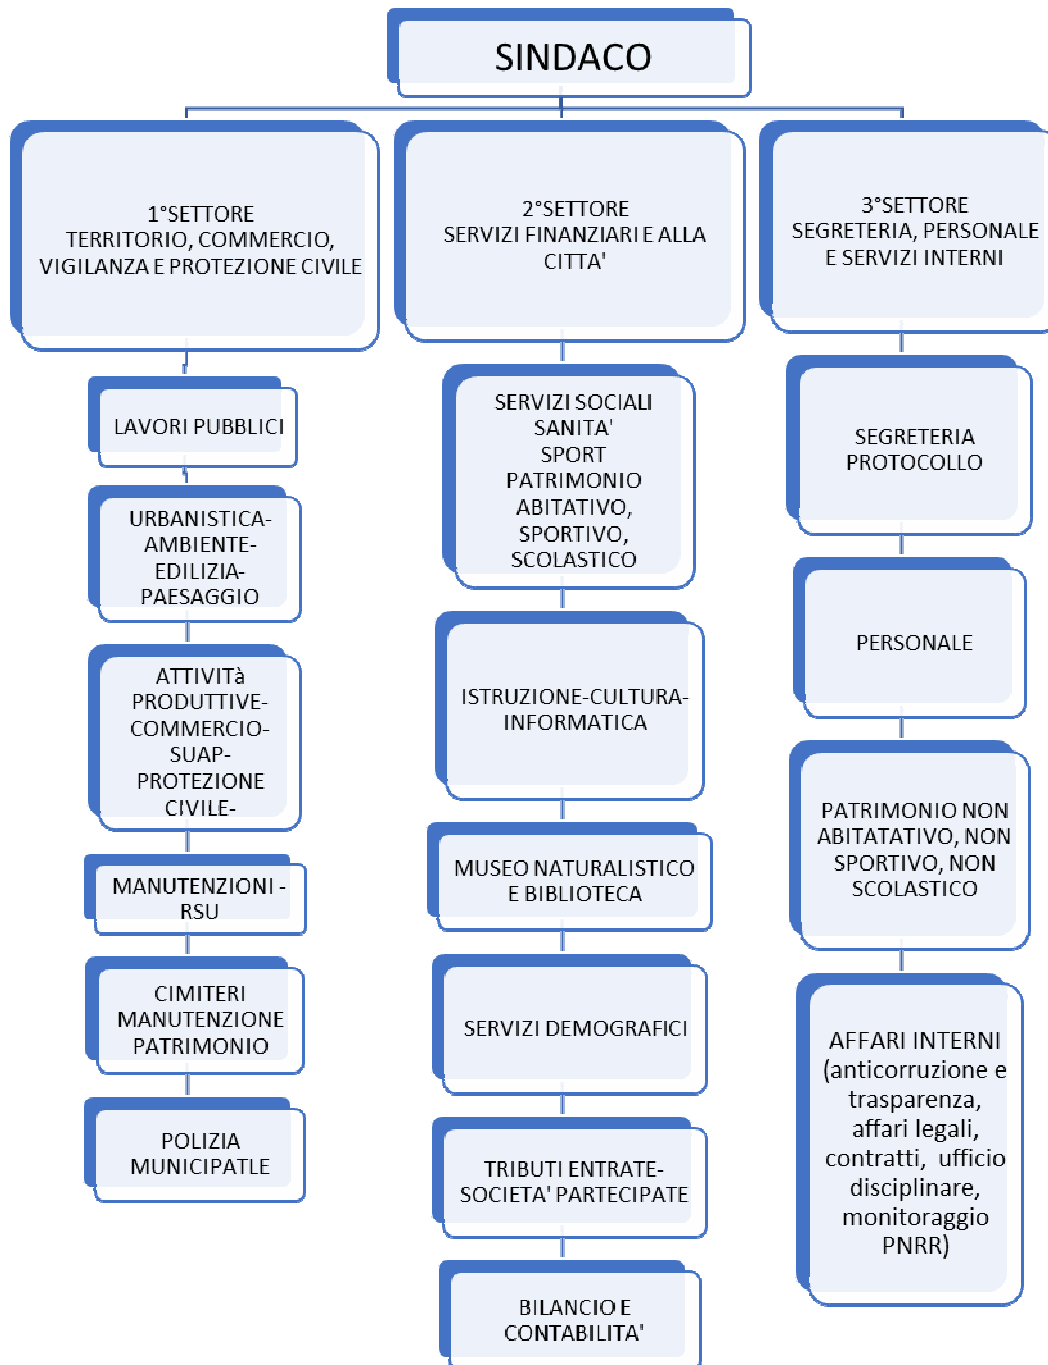 SINDACO
1°SETTORE
TERRITORIO, COMMERCIO,
VIGILANZA E PROTEZIONE CIVILE
LAVORI PUBBLICI
URBANISTICA-
AMBIENTE-
EDILIZIA-
PAESAGGIO
ATTIVITà
PRODUTTIVE-
COMMERCIO-
SUAP-
PROTEZIONE
CIVILE-
MANUTENZIONI -
RSU
CIMITERI
MANUTENZIONE
PATRIMONIO
POLIZIA
MUNICIPATLE
2°SETTORE
SERVIZI FINANZIARI E ALLA
CITTA'
SERVIZI SOCIALI
SANITA'
SPORT
PATRIMONIO
ABITATIVO,
SPORTIVO,
SCOLASTICO
ISTRUZIONE-CULTURA-
INFORMATICA
MUSEO NATURALISTICO
E BIBLIOTECA
SERVIZI DEMOGRAFICI
TRIBUTI ENTRATE-
SOCIETA' PARTECIPATE
BILANCIO E
CONTABILITA'
3°SETTORE
SEGRETERIA, PERSONALE
E SERVIZI INTERNI
SEGRETERIA
PROTOCOLLO
PERSONALE
PATRIMONIO NON
ABITATATIVO, NON
SPORTIVO, NON
SCOLASTICO
AFFARI INTERNI
(anticorruzione e
trasparenza,
affari legali,
contratti,  ufficio
disciplinare,
monitoraggio
PNRR)